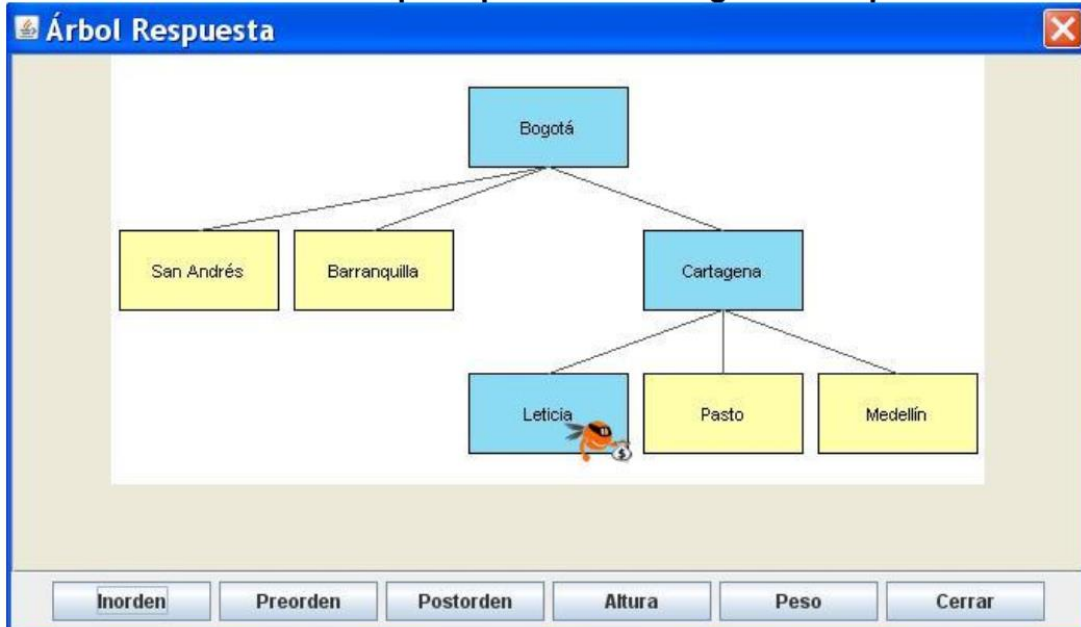 Árbol Respuesta
Bogotá
San Andrés Barranquilla Cartagena
Leticia Pasto Medellín
$
Inorden Preorden Postorden Altura Peso Cerrar